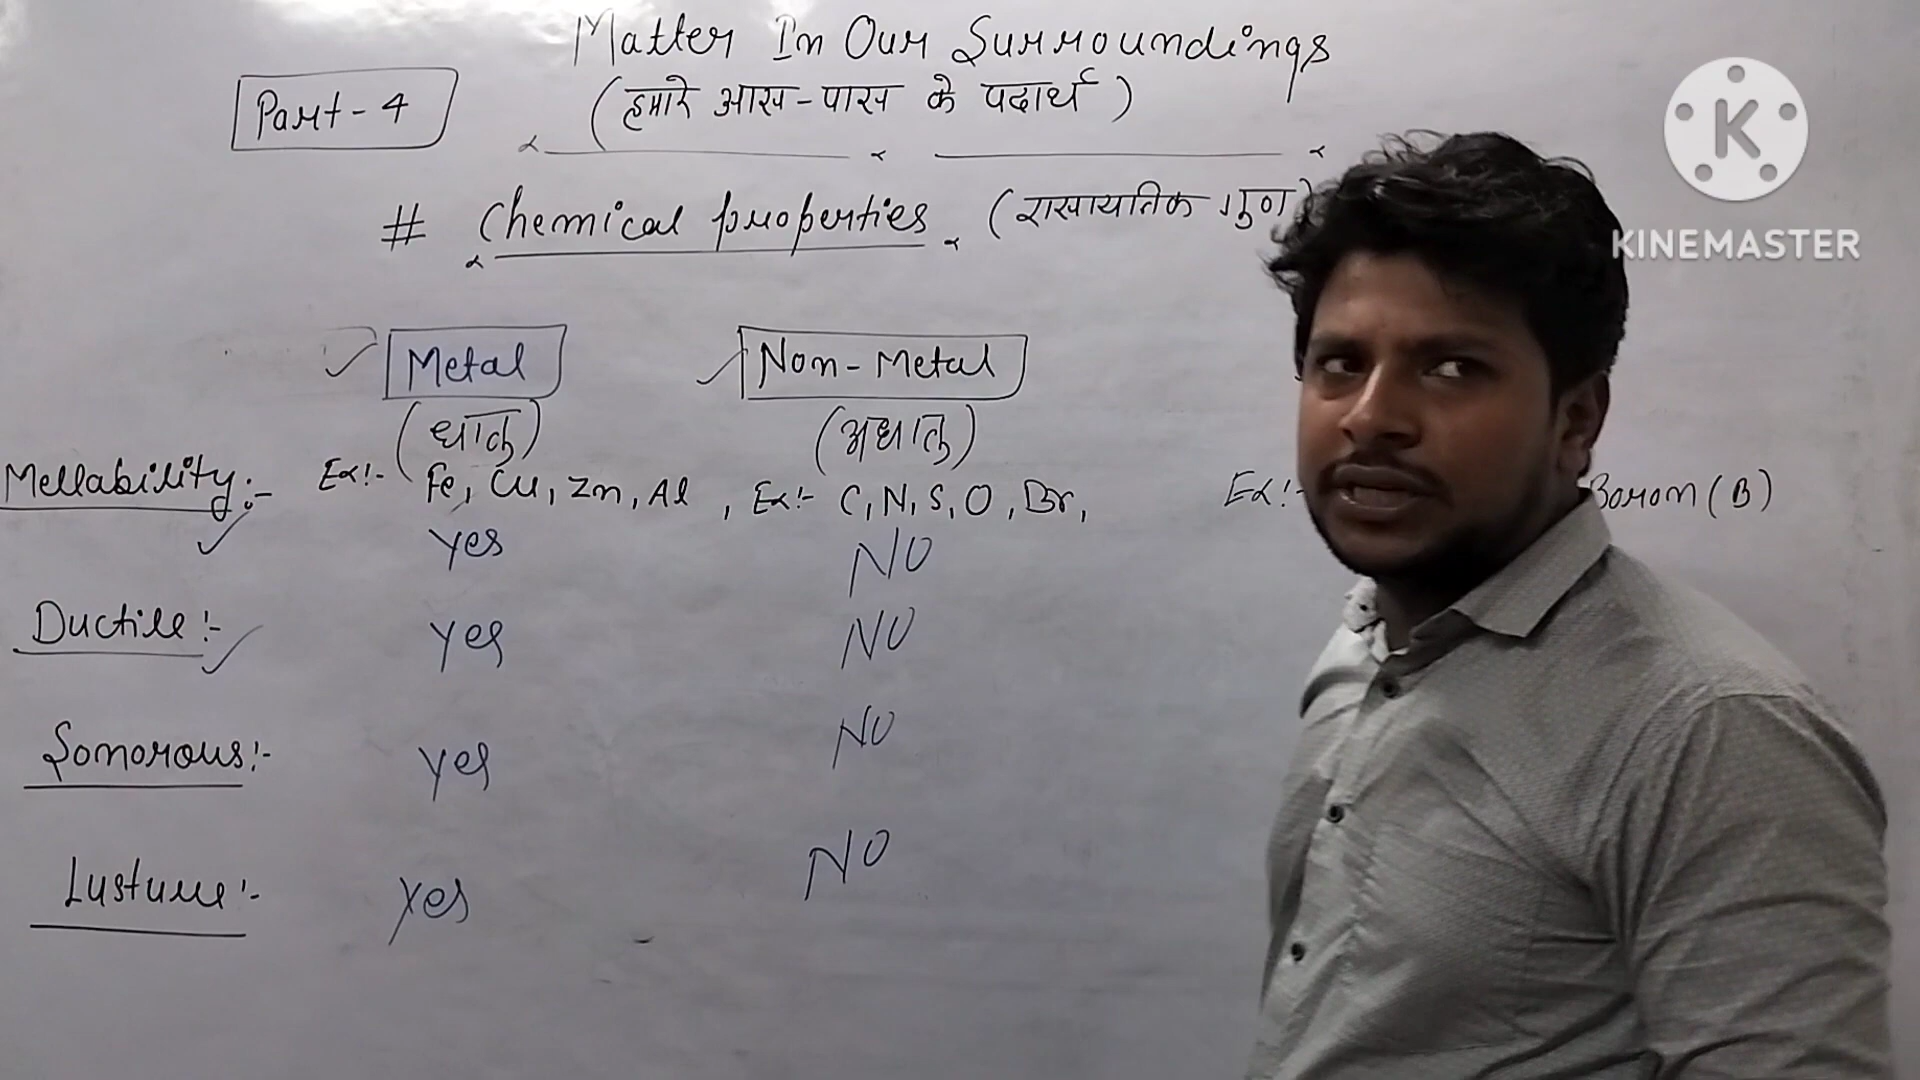 Matter In Our Surroundings
Part-4
(हमारे आस-पास के पदार्थ)
# Chemical properties (रासायनिक गुण)
Metal
Non-Metal
(धातु)
(अधातु)
Mellability:- Ex:- Fe, Cu, Zn, Al, Ex:- C, N, S, O, Br, Ex:- Boron (B)
Yes NO
Ductile:- Yes NO
Sonorous:- Yes NO
Lusture:- Yes NO
K
KINEMASTER